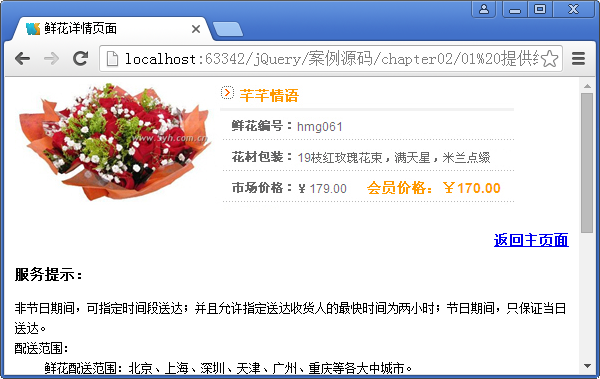 鲜花详情页面
localhost:63342/jQuery/案例源码/chapter02/01%20提供纟
www.syh.com.cn
芊芊情语
鲜花编号：hmg061
花材包装：19枝红玫瑰花束，满天星，米兰点缀
市场价格：￥179.00 会员价格：￥170.00
返回主页面
服务提示：
非节日期间，可指定时间段送达；并且允许指定送达收货人的最快时间为两小时；节日期间，只保证当日
送达。
配送范围：
鲜花配送范围：北京、上海、深圳、天津、广州、重庆等各大中城市。